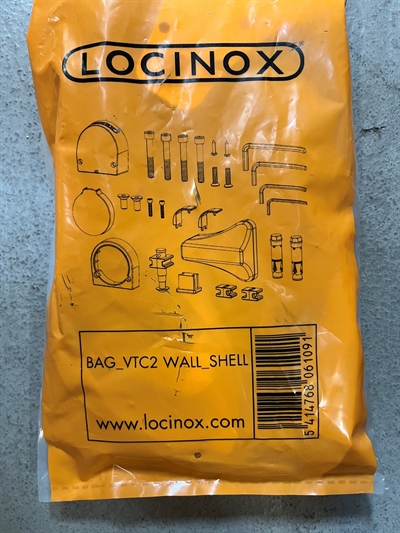 LOCINOX®
BAG_VTC2 WALL_SHELL
www.locinox.com
5 414768 061091